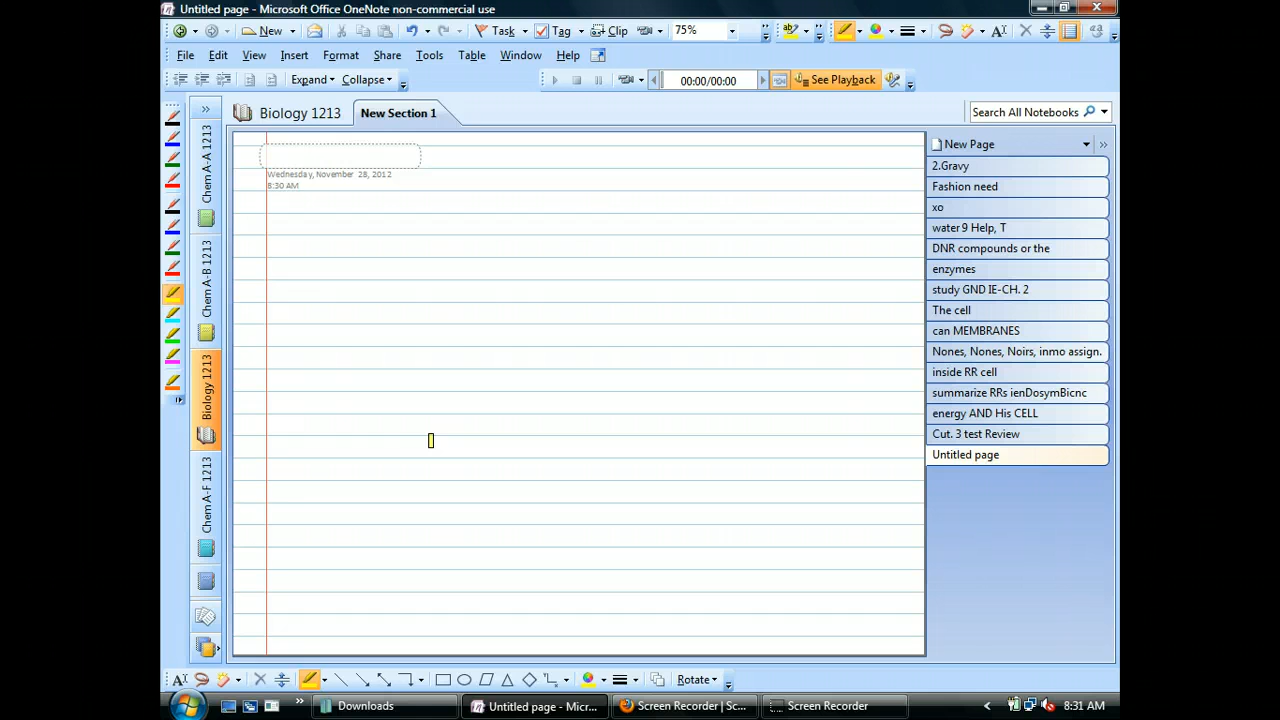 Untitled page - Microsoft Office OneNote non-commercial use
New Task Tag Clip 75%
File Edit View Insert Format Share Tools Table Window Help
Expand Collapse 00:00/00:00 See Playback
Biology 1213 New Section 1 Search All Notebooks
Chem A-A 1213
Chem A-B 1213
Biology 1213
Chem A-F 1213
Wednesday, November 28, 2012
8:30 AM
New Page
2.Gravy
Fashion need
xo
water 9 Help, T
DNR compounds or the
enzymes
study GND IE-CH. 2
The cell
can MEMBRANES
Nones, Nones, Noirs, inmo assign.
inside RR cell
summarize RRs ienDosymBicnc
energy AND His CELL
Cut. 3 test Review
Untitled page
Rotate
Downloads Untitled page - Micr... Screen Recorder | Sc... Screen Recorder 8:31 AM